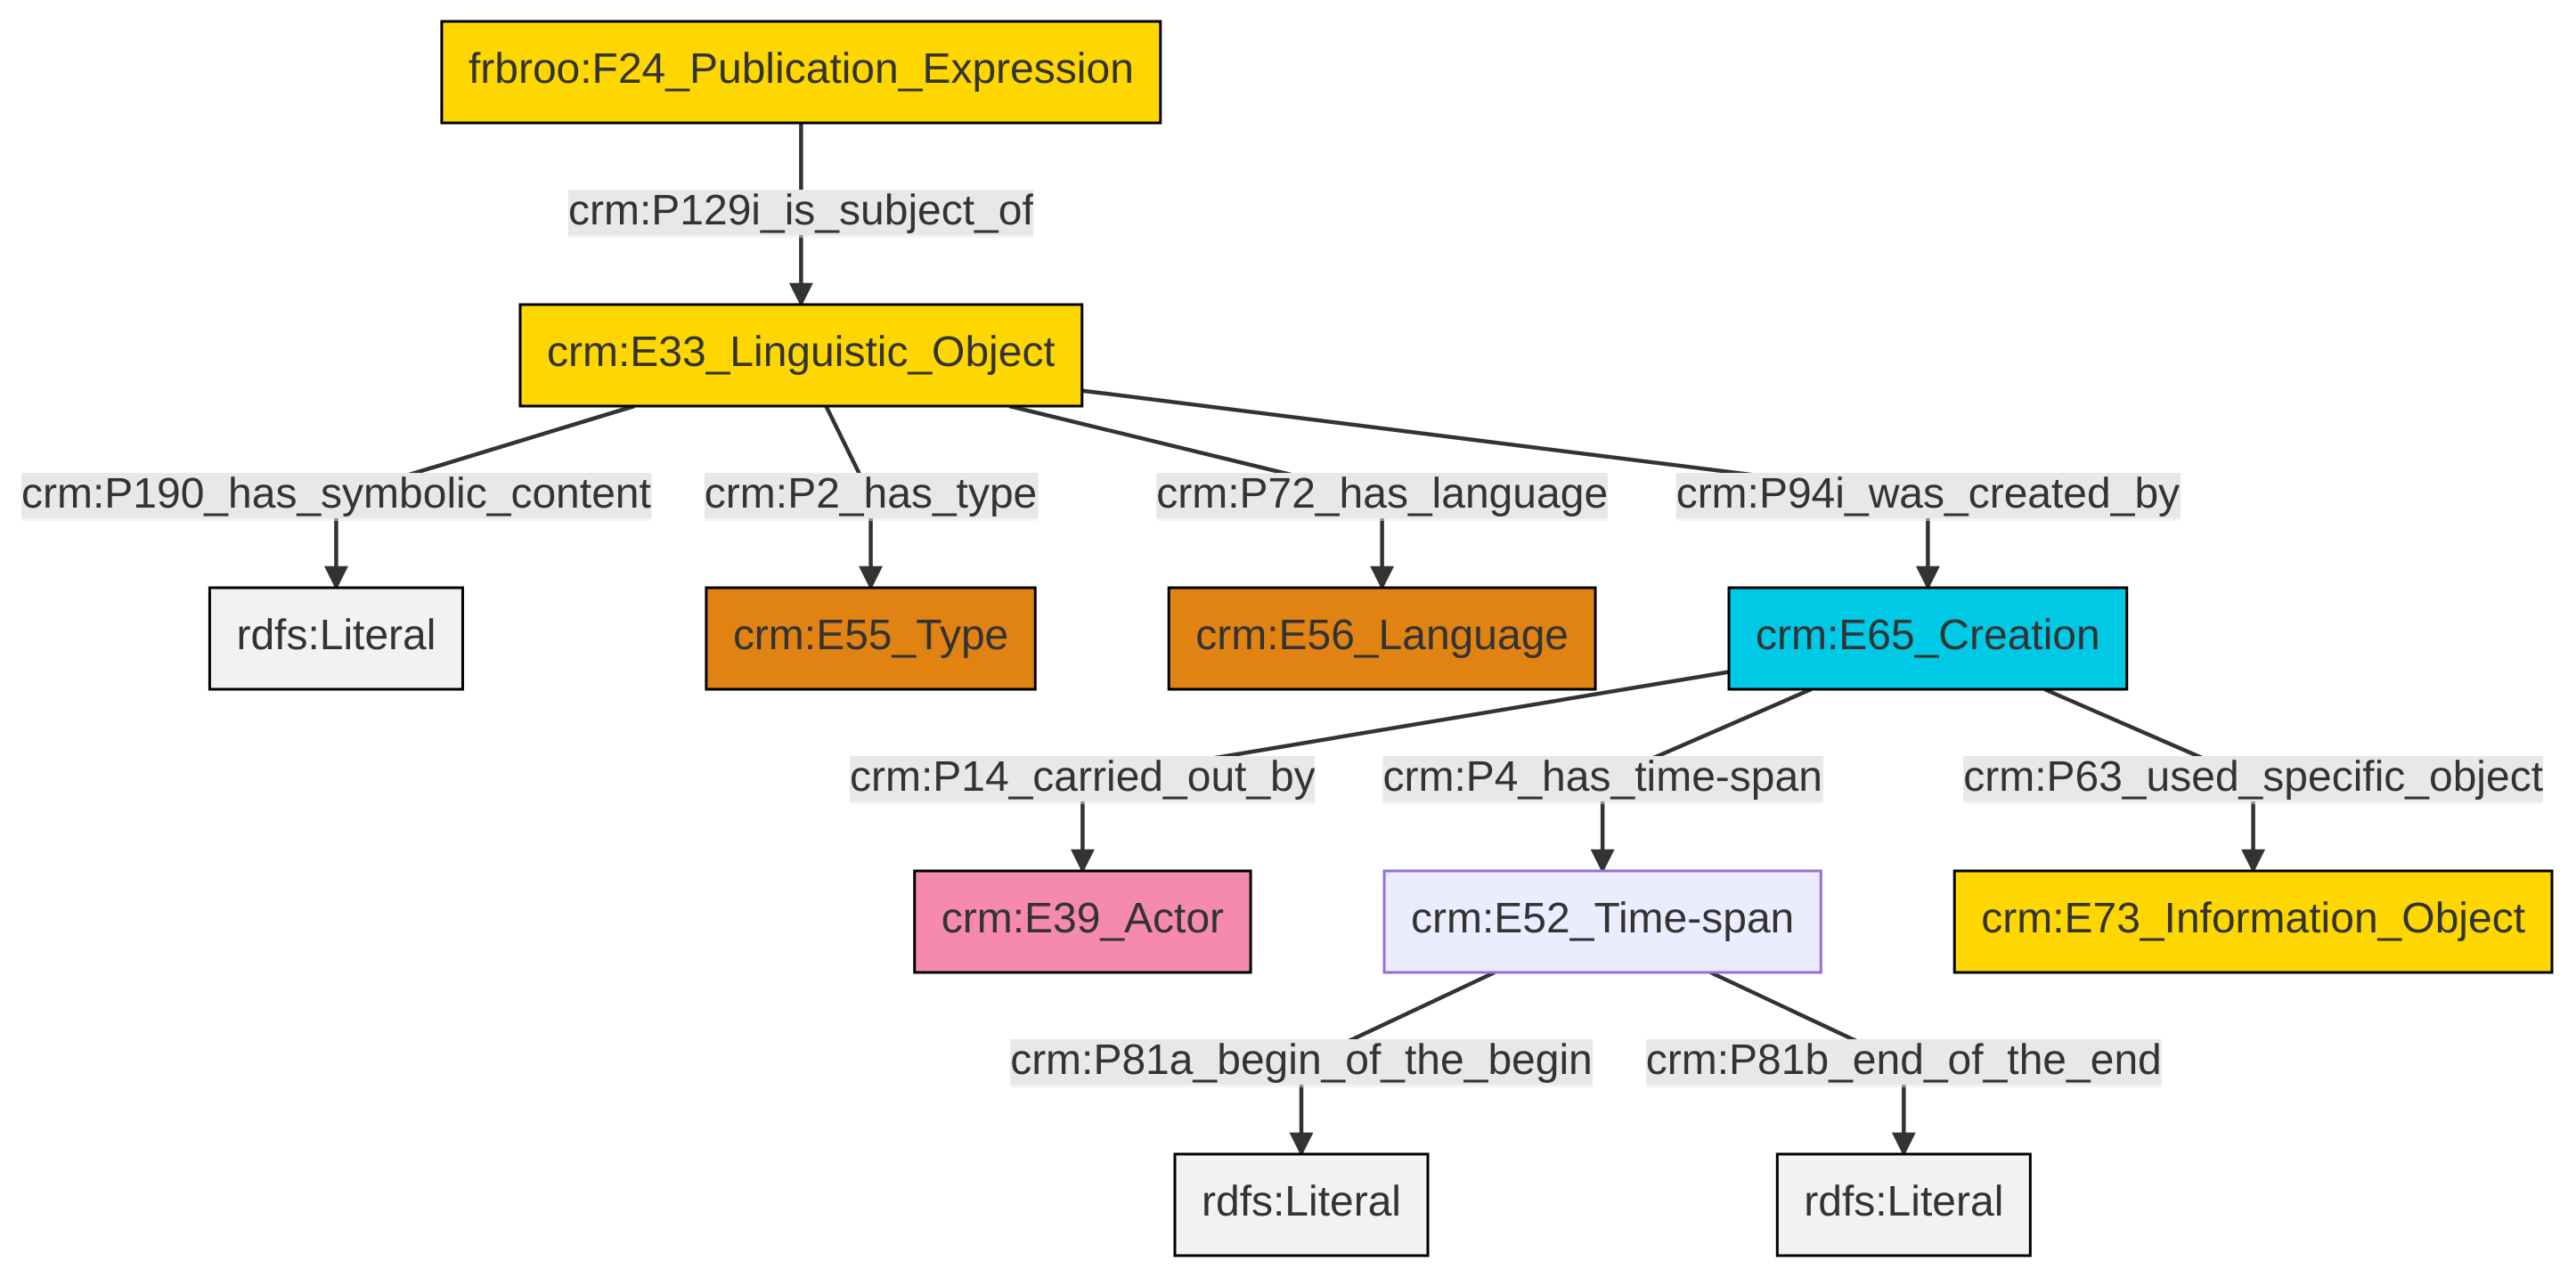 frbroo:F24_Publication_Expression
crm:P129i_is_subject_of
crm:E33_Linguistic_Object
crm:P190_has_symbolic_content
crm:P2_has_type
crm:P72_has_language
crm:P94i_was_created_by
rdfs:Literal
crm:E55_Type
crm:E56_Language
crm:E65_Creation
crm:P14_carried_out_by
crm:P4_has_time-span
crm:P63_used_specific_object
crm:E39_Actor
crm:E52_Time-span
crm:E73_Information_Object
crm:P81a_begin_of_the_begin
crm:P81b_end_of_the_end
rdfs:Literal
rdfs:Literal